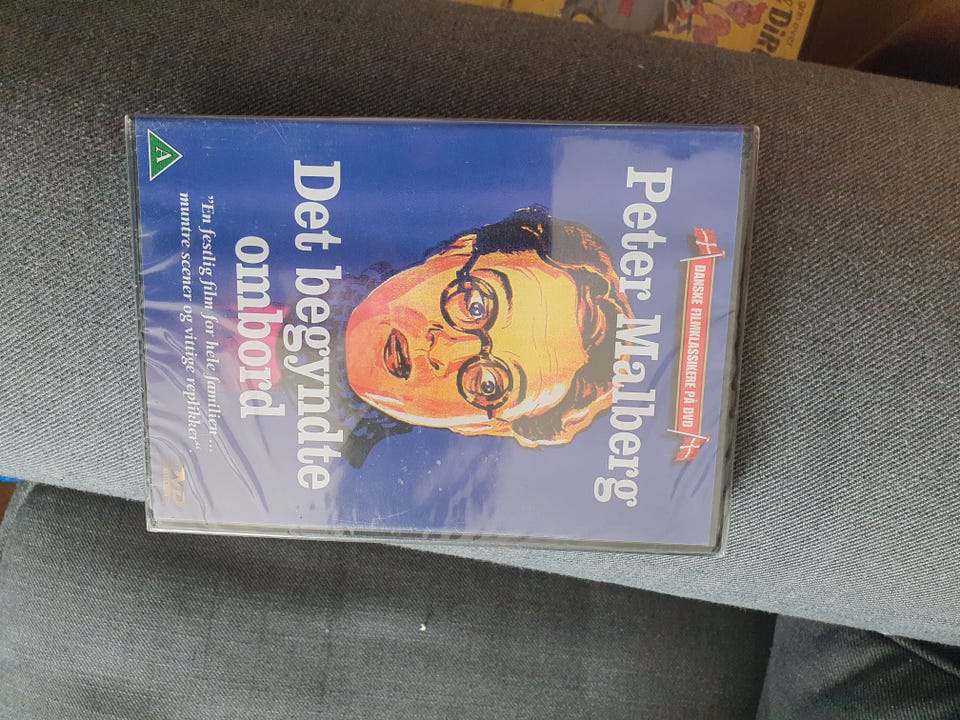 DANSKE FILMKLASSIKERE PÅ DVD
Peter Malberg
Det begyndte
ombord
"En festlig film for hele familien...
muntre scener og vittige replikker".
A
DVD